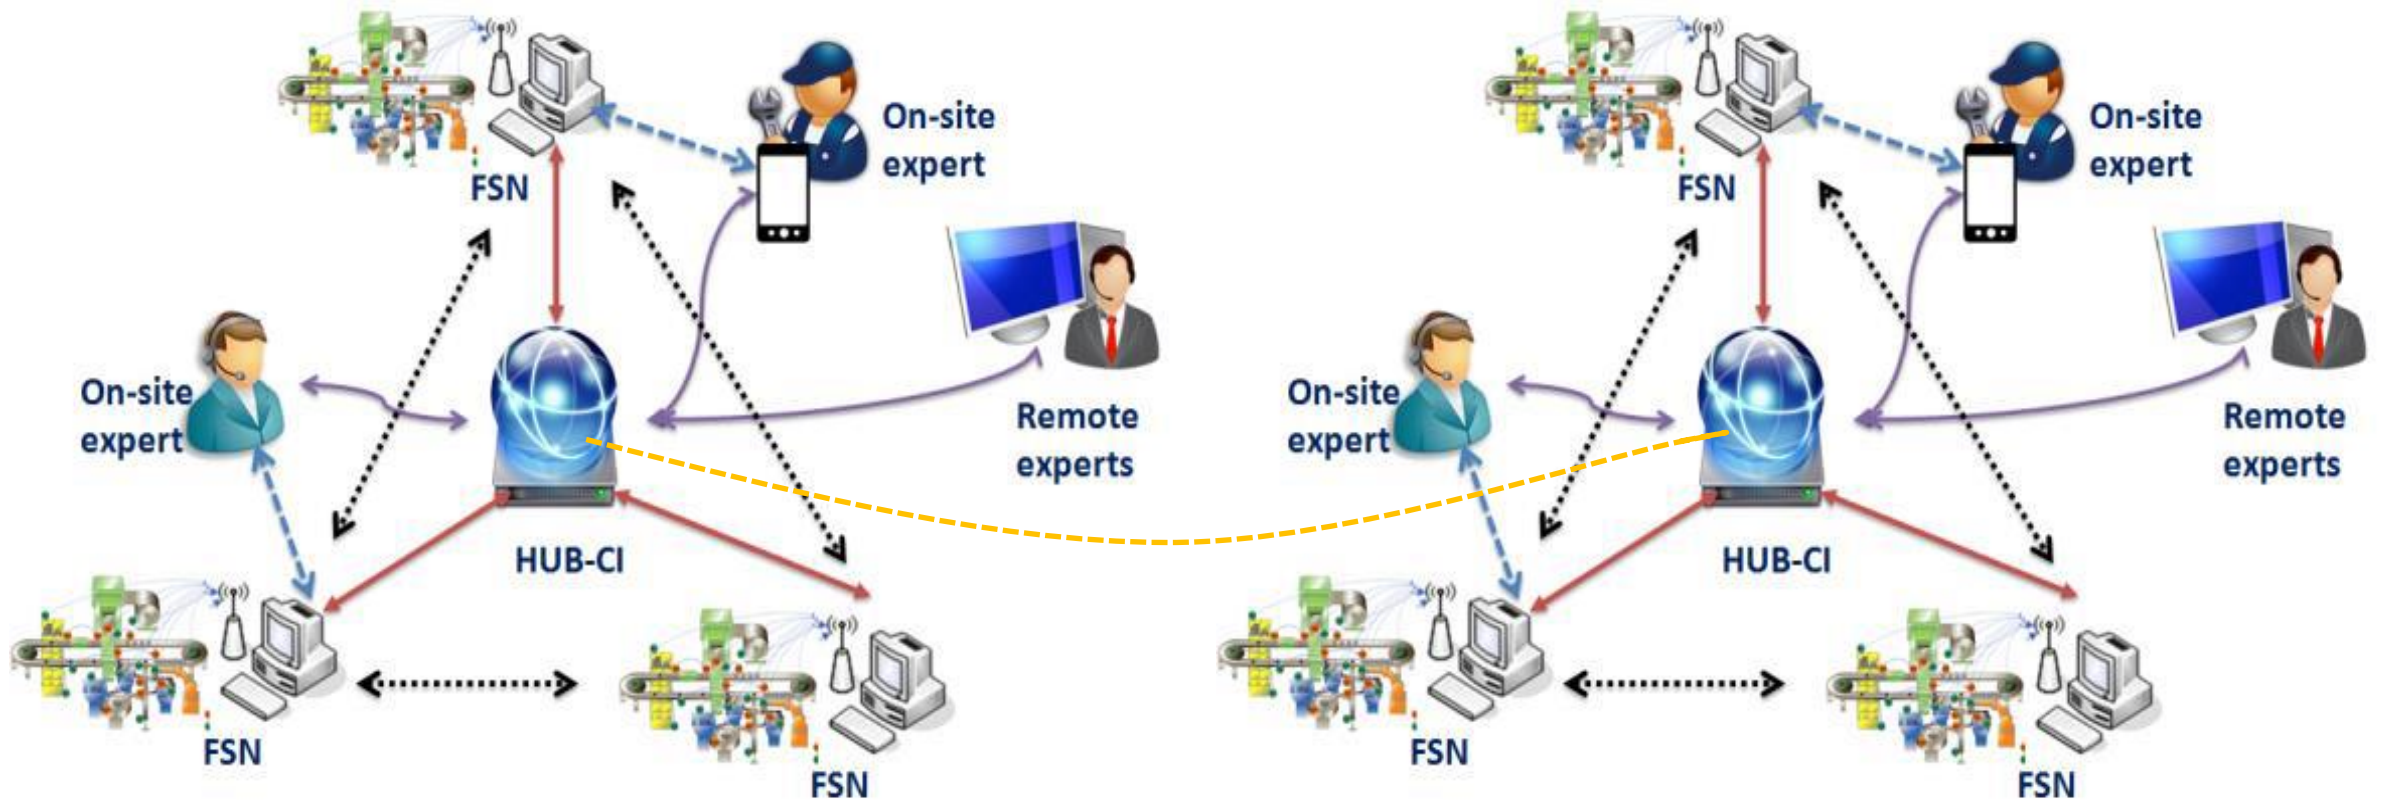 On-site
expert
FSN
On-site
expert
Remote
experts
HUB-CI
FSN
FSN
On-site
expert
FSN
On-site
expert
Remote
experts
HUB-CI
FSN
FSN